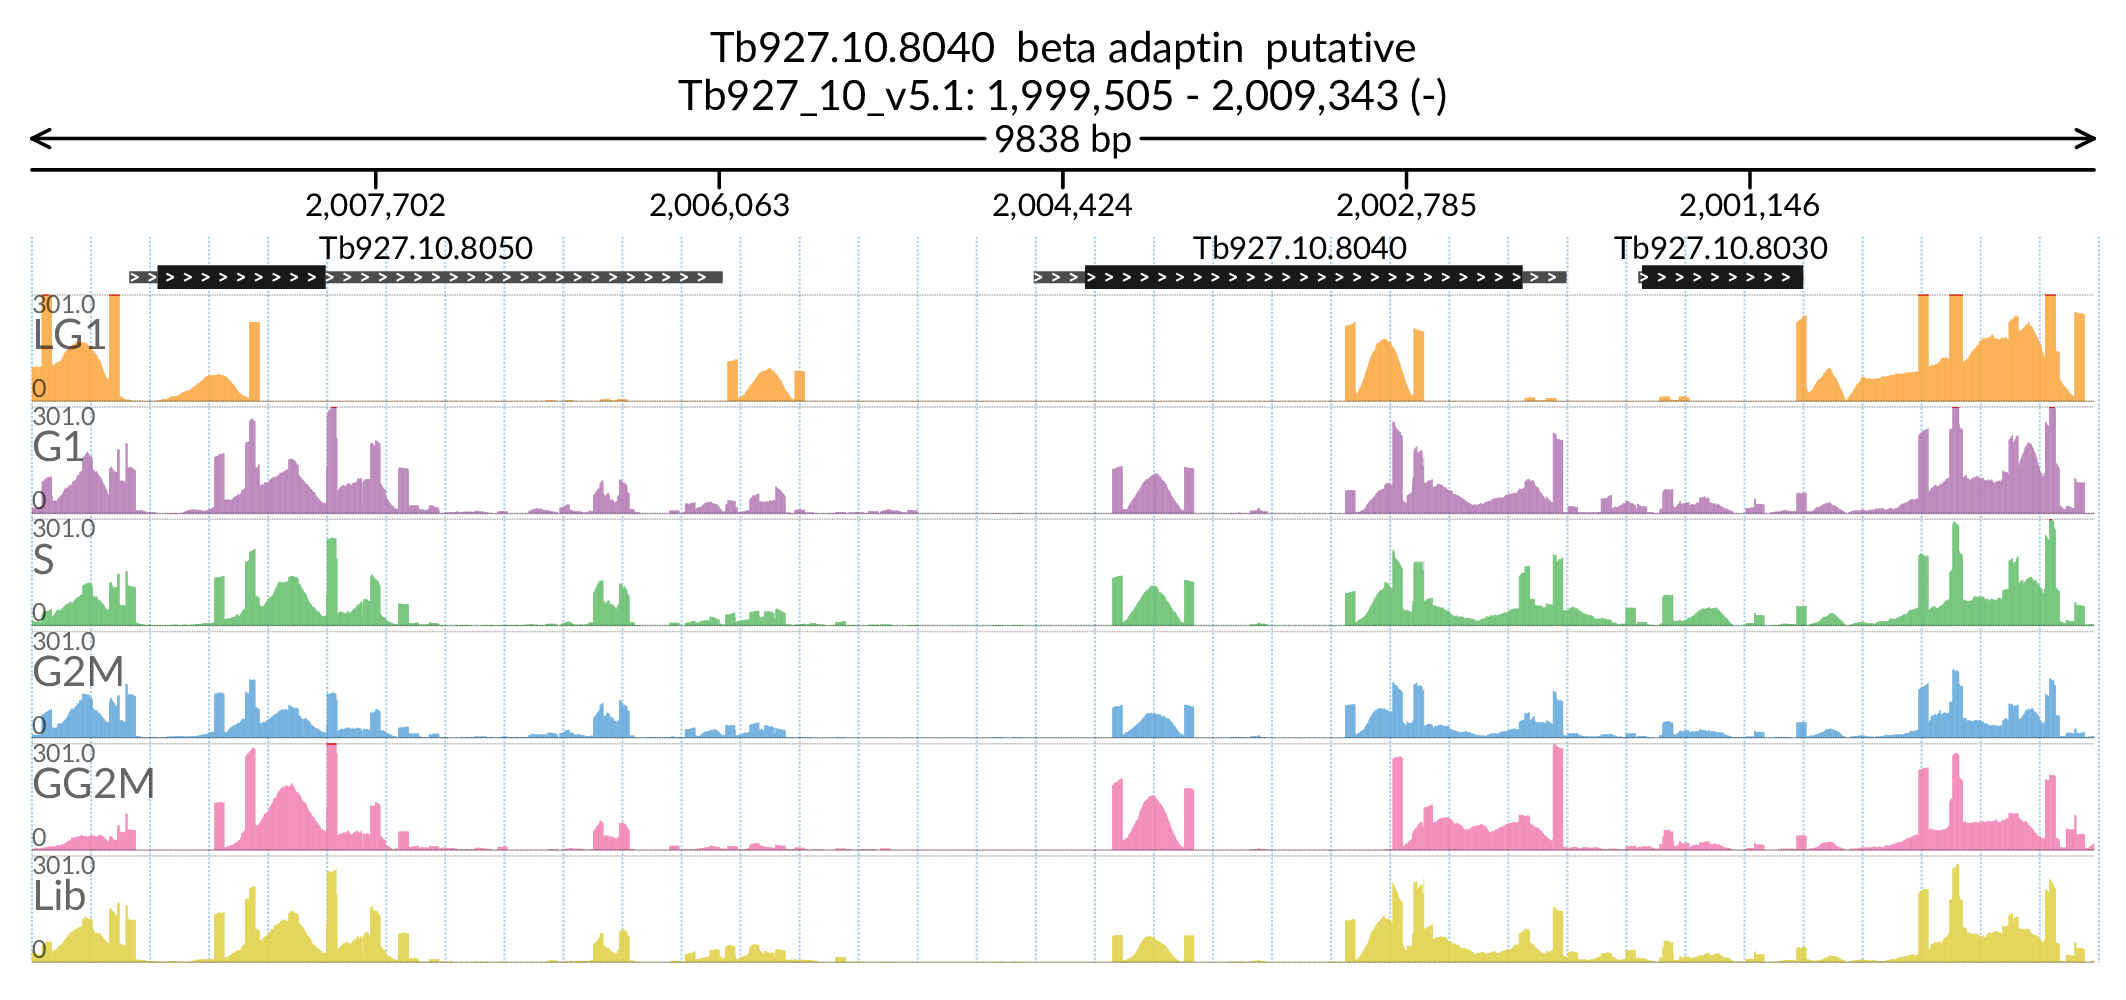 Tb927.10.8040  beta adaptin  putative
Tb927_10_v5.1: 1,999,505 - 2,009,343 (-)
9838 bp
2,007,702 2,006,063 2,004,424 2,002,785 2,001,146
Tb927.10.8050 Tb927.10.8040 Tb927.10.8030
301.0
LG1
0
301.0
G1
0
301.0
S
0
301.0
G2M
0
301.0
GG2M
0
301.0
Lib
0